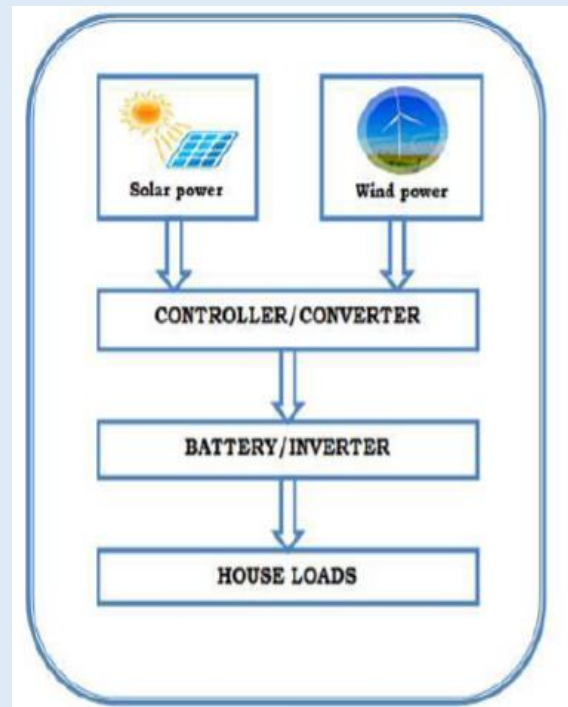 Solar power
Wind power
CONTROLLER/CONVERTER
BATTERY/INVERTER
HOUSE LOADS